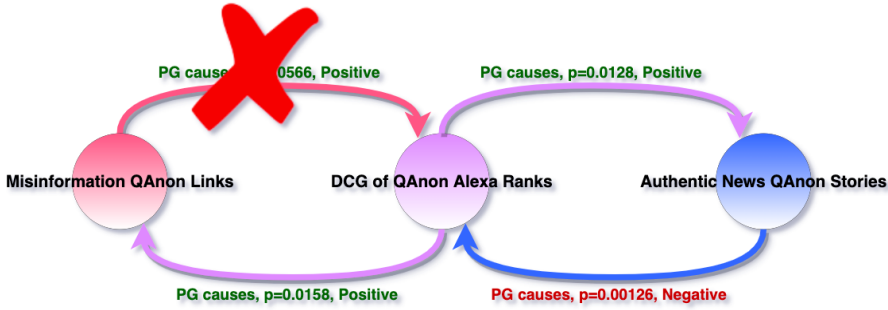 PG causes, 0566, Positive
PG causes, p=0.0128, Positive
Misinformation QAnon Links
DCG of QAnon Alexa Ranks
Authentic News QAnon Stories
PG causes, p=0.0158, Positive
PG causes, p=0.00126, Negative